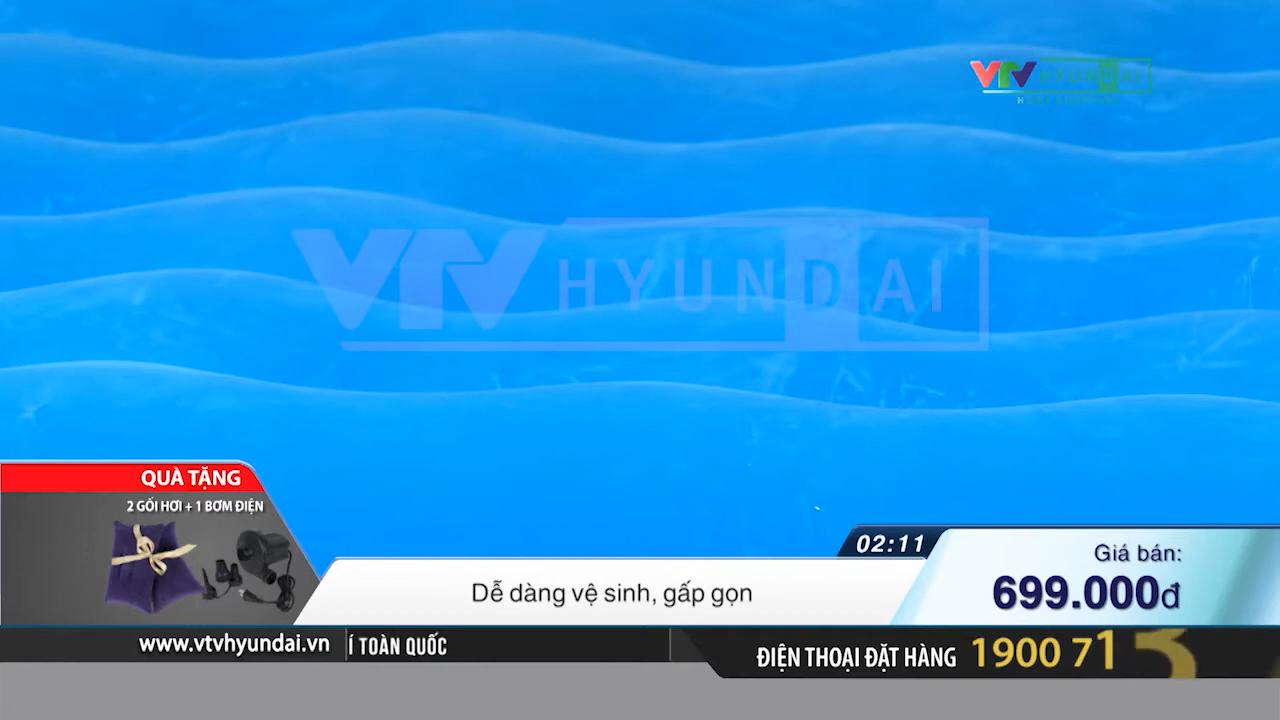 VTV HYUNDAI
VTV HYUNDAI
QUÀ TẶNG
2 GỐI HƠI + 1 BƠM ĐIỆN
02:11
Giá bán:
699.000đ
Dễ dàng vệ sinh, gấp gọn
www.vtvhyundai.vn
Í TOÀN QUỐC
ĐIỆN THOẠI ĐẶT HÀNG 1900 71